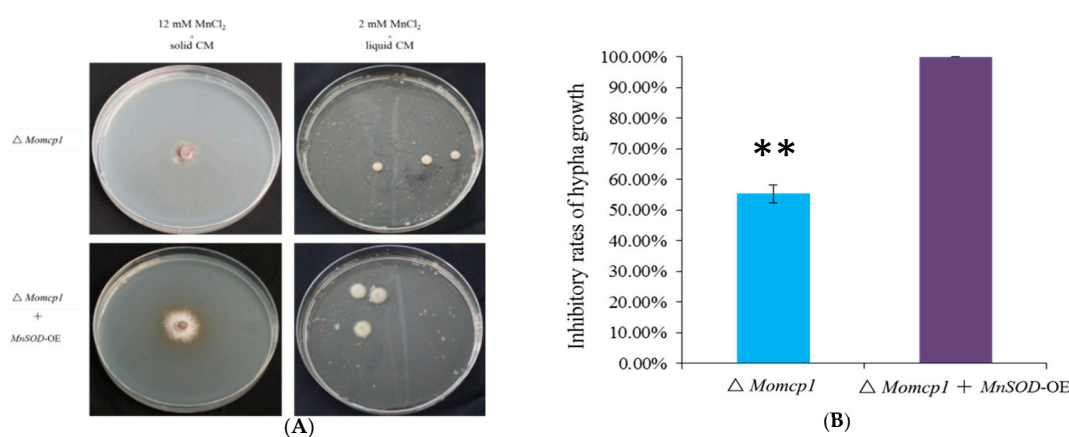 12 mM MnCl₂
+
solid CM
2 mM MnCl₂
+
liquid CM
△ Momcp1
△ Momcp1
+
MnSOD-OE
(A)
Inhibitory rates of hypha growth
100.00%
90.00%
80.00%
70.00%
60.00%
50.00%
40.00%
30.00%
20.00%
10.00%
0.00%
**
△ Momcp1
△ Momcp1 + MnSOD-OE
(B)